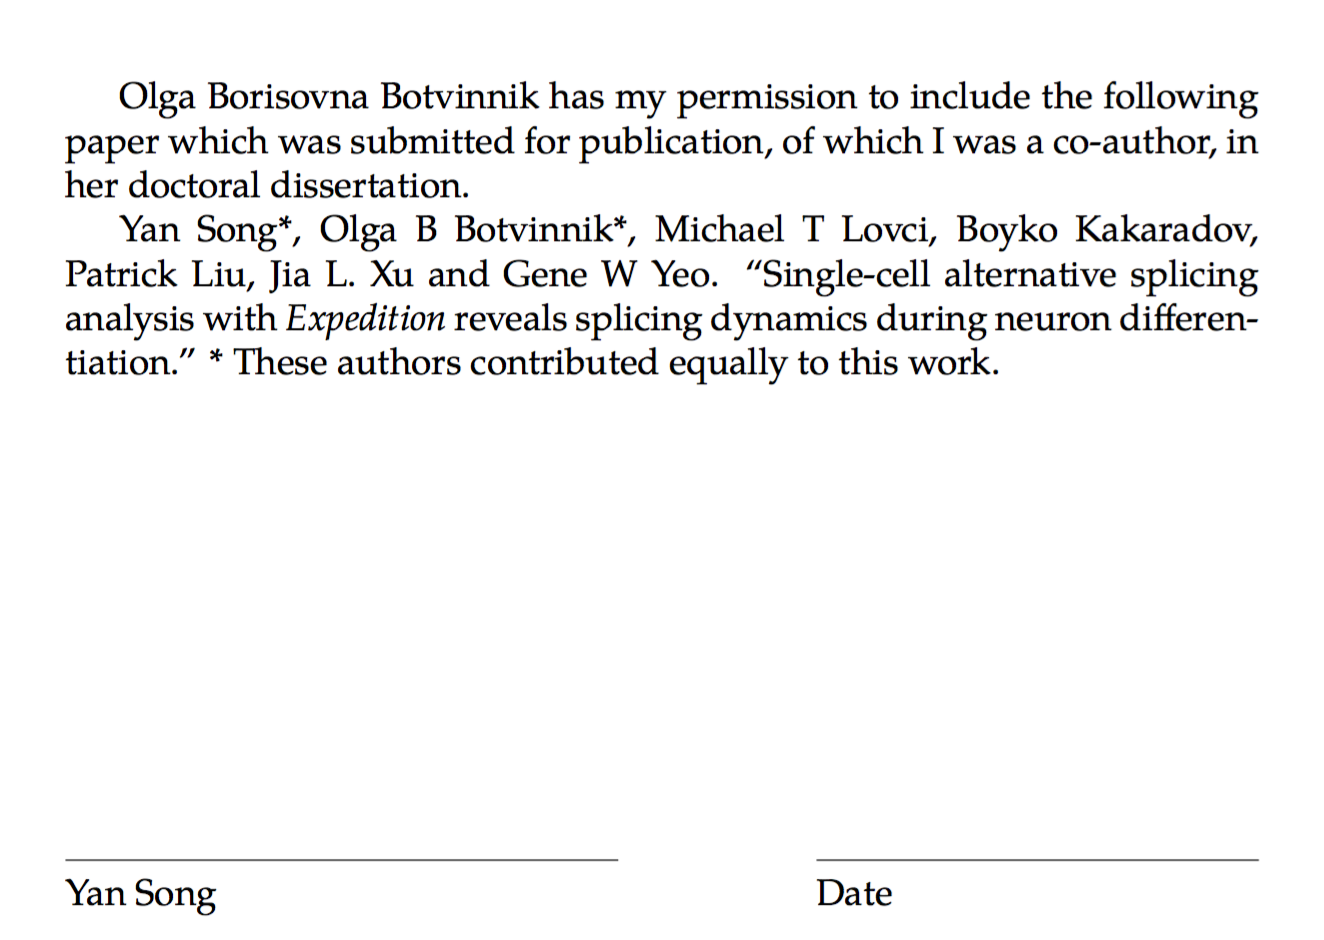 Olga Borisovna Botvinnik has my permission to include the following
paper which was submitted for publication, of which I was a co-author, in
her doctoral dissertation.
Yan Song*, Olga B Botvinnik*, Michael T Lovci, Boyko Kakaradov,
Patrick Liu, Jia L. Xu and Gene W Yeo. “Single-cell alternative splicing
analysis with Expedition reveals splicing dynamics during neuron differen-
tiation.” * These authors contributed equally to this work.
Yan Song
Date